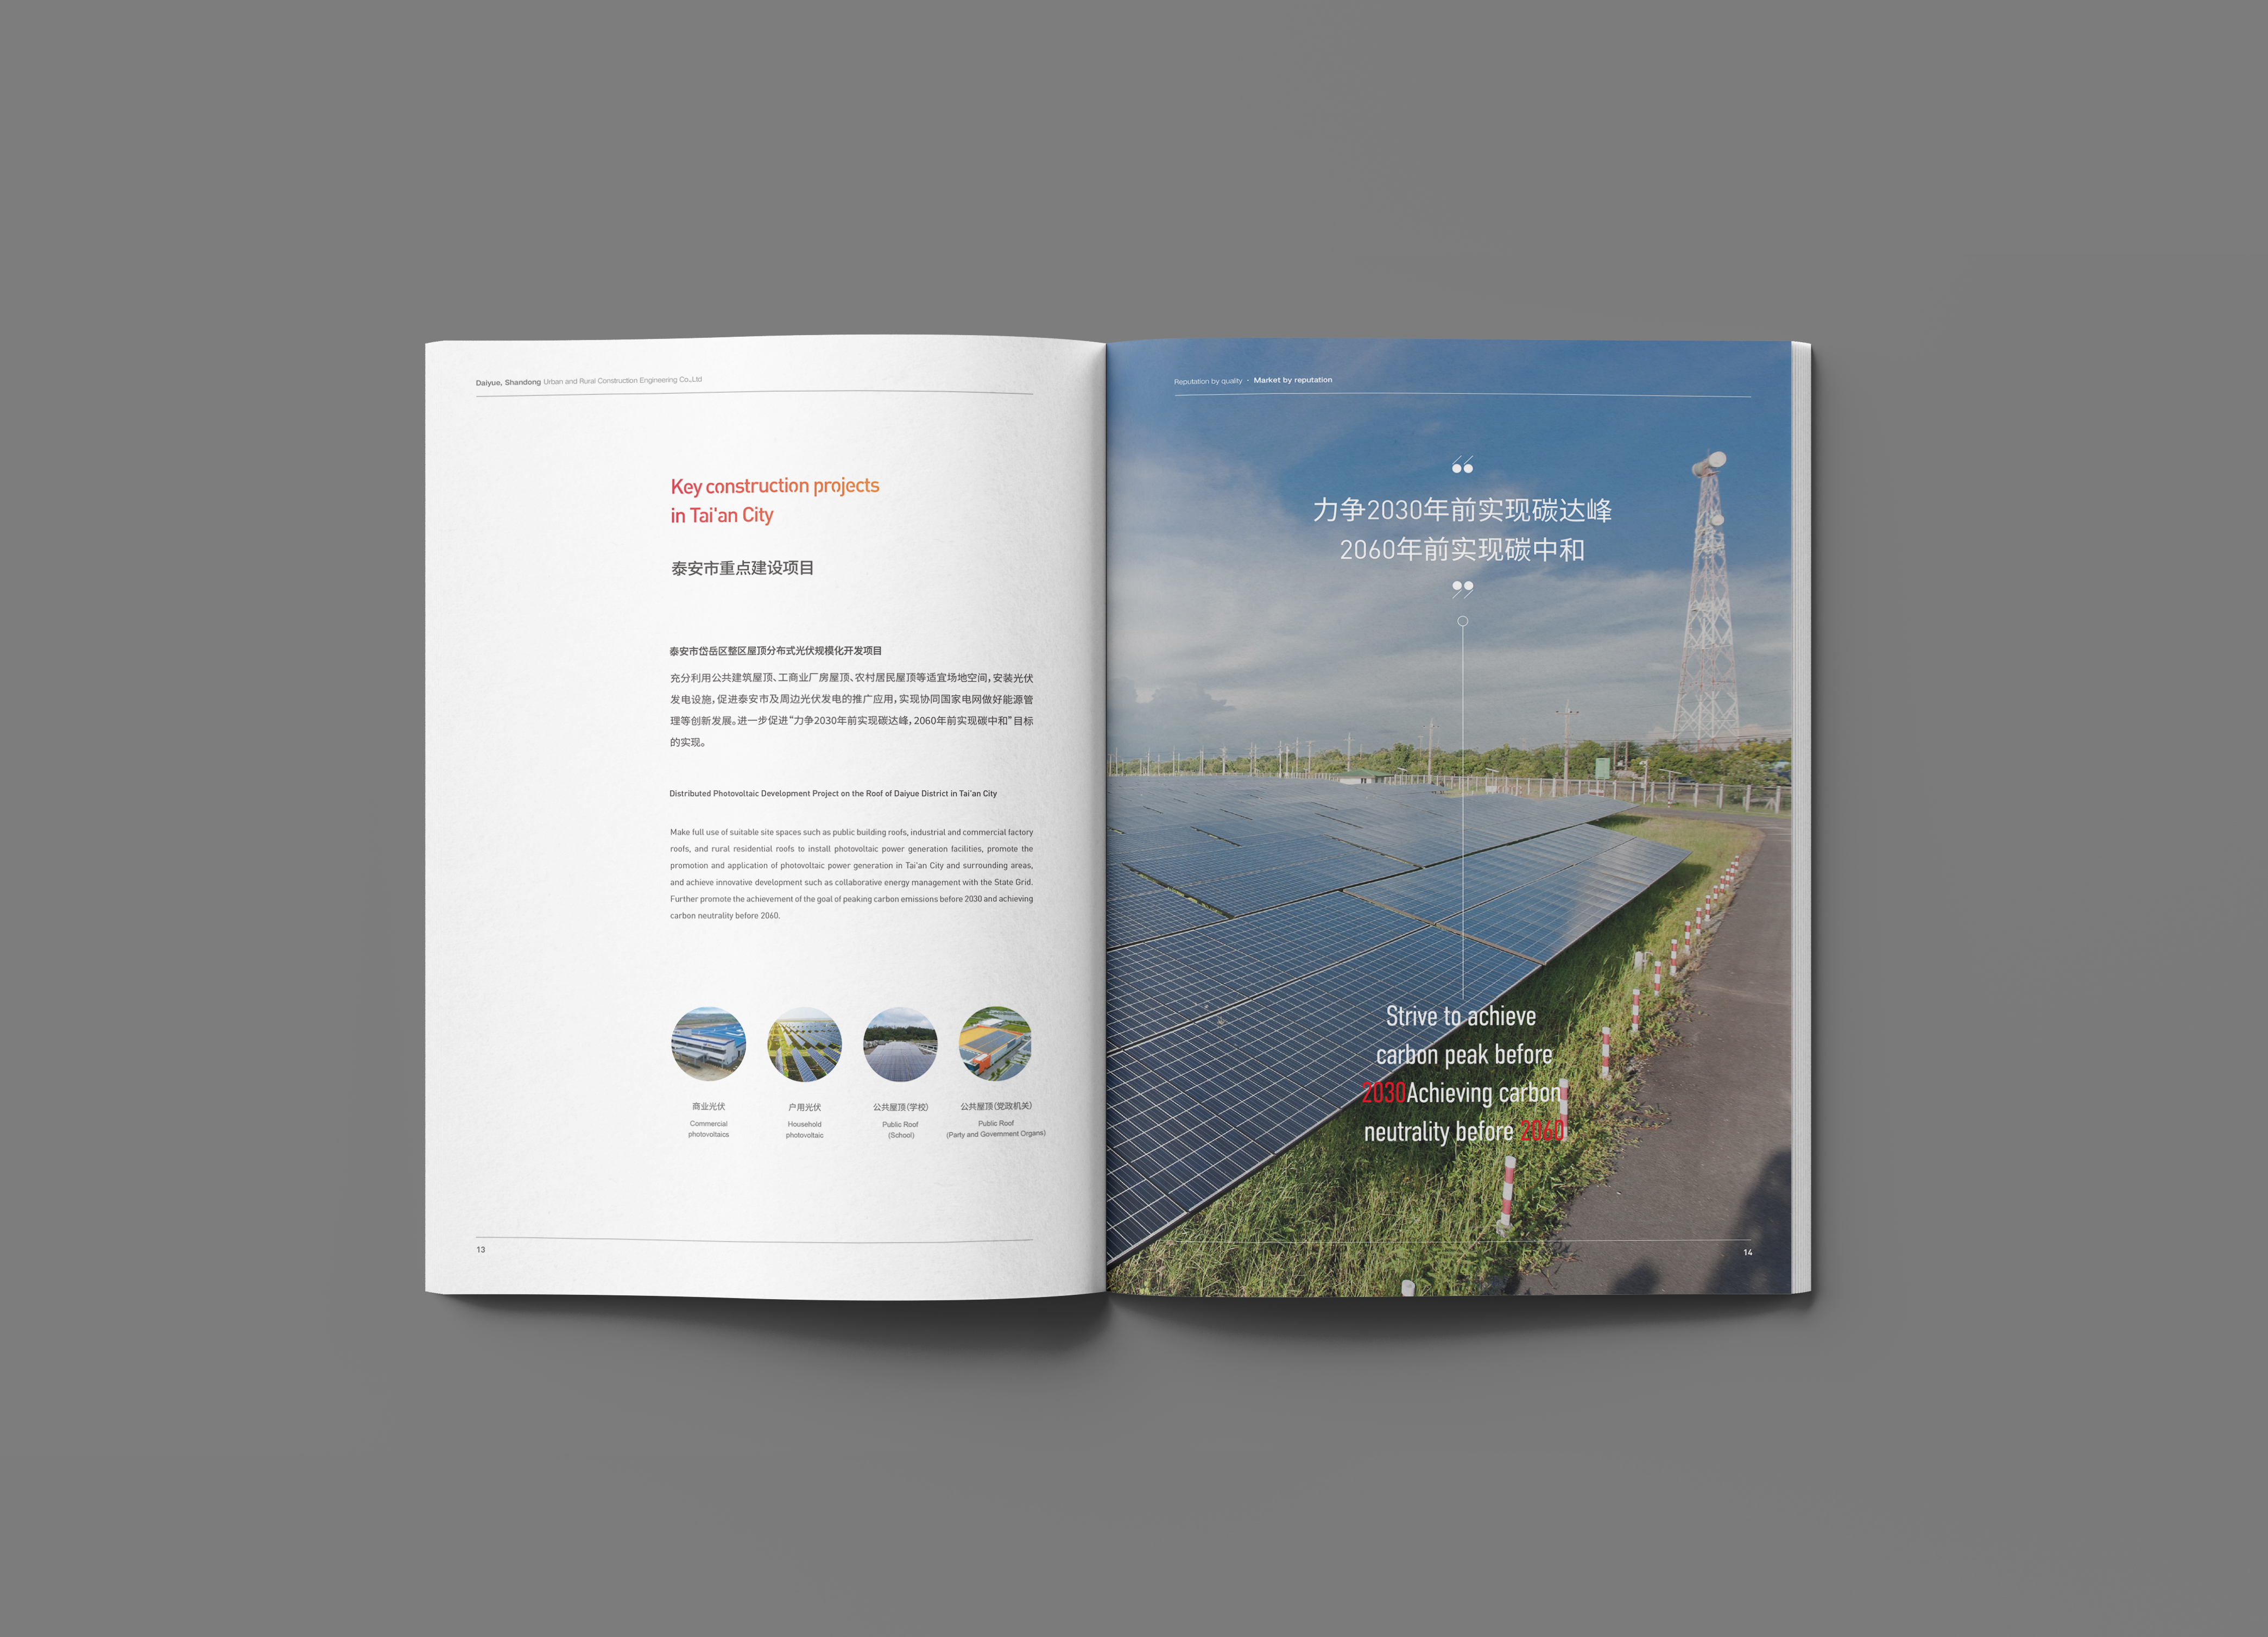 Daiyue, Shandong Urban and Rural Construction Engineering Co.,Ltd
Key construction projects
in Tai'an City
泰安市重点建设项目
泰安市岱岳区整区屋顶分布式光伏规模化开发项目
充分利用公共建筑屋顶、工商业厂房屋顶、农村居民屋顶等适宜场地空间，安装光伏
发电设施，促进泰安市及周边光伏发电的推广应用，实现协同国家电网做好能源管
理等创新发展。进一步促进“力争2030年前实现碳达峰，2060年前实现碳中和”目标
的实现。
Distributed Photovoltaic Development Project on the Roof of Daiyue District in Tai'an City
Make full use of suitable site spaces such as public building roofs, industrial and commercial factory
roofs, and rural residential roofs to install photovoltaic power generation facilities, promote the
promotion and application of photovoltaic power generation in Tai'an City and surrounding areas,
and achieve innovative development such as collaborative energy management with the State Grid.
Further promote the achievement of the goal of peaking carbon emissions before 2030 and achieving
carbon neutrality before 2060.
商业光伏
Commercial
photovoltaics
户用光伏
Household
photovoltaic
公共屋顶（学校）
Public Roof
(School)
公共屋顶（党政机关）
Public Roof
(Party and Government Organs)
13
Reputation by quality · Market by reputation
“
力争2030年前实现碳达峰
2060年前实现碳中和
”
Strive to achieve
carbon peak before
2030Achieving carbon
neutrality before 2060
14